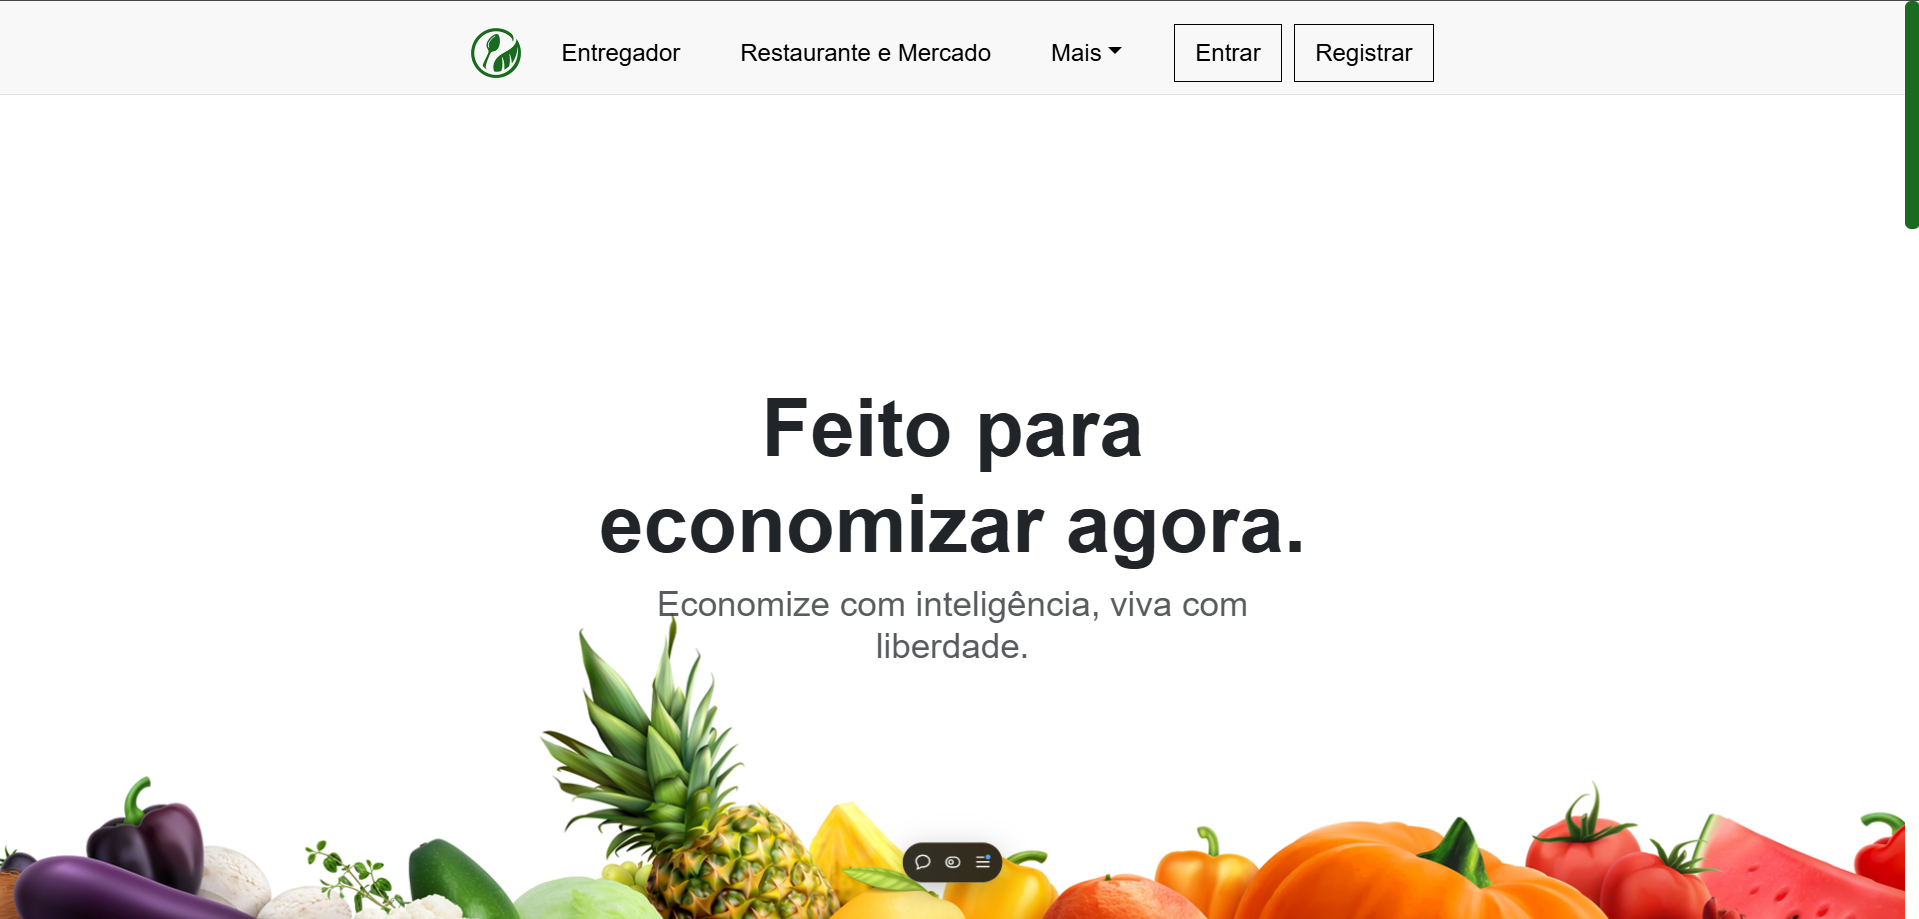 Entregador Restaurante e Mercado Mais Entrar Registrar
Feito para
economizar agora.
Economize com inteligência, viva com
liberdade.